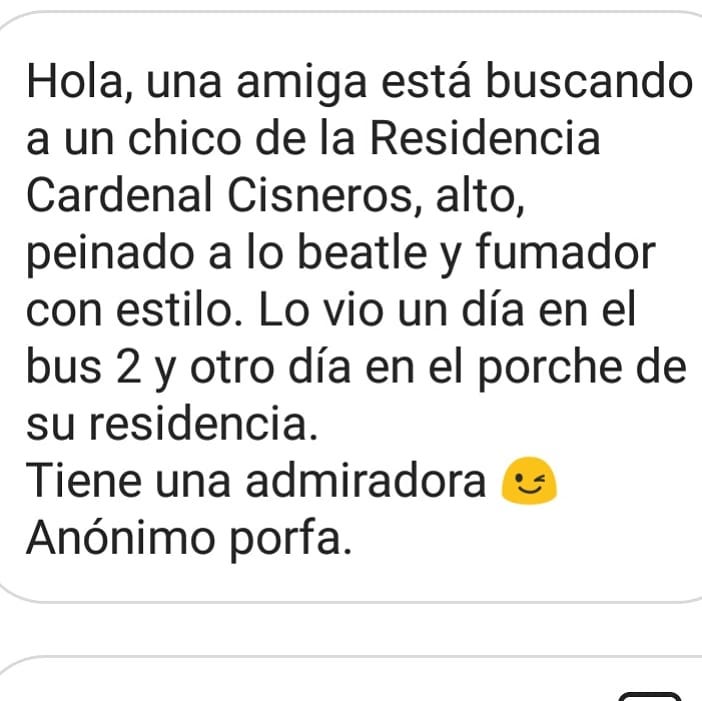 Hola, una amiga está buscando
a un chico de la Residencia
Cardenal Cisneros, alto,
peinado a lo beatle y fumador
con estilo. Lo vio un día en el
bus 2 y otro día en el porche de
su residencia.
Tiene una admiradora 😉
Anónimo porfa.